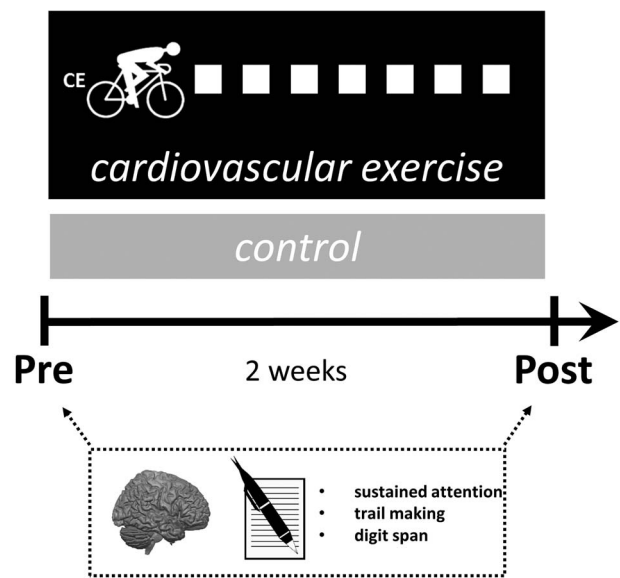 CE
cardiovascular exercise
control
Pre
2 weeks
Post
• sustained attention
• trail making
• digit span